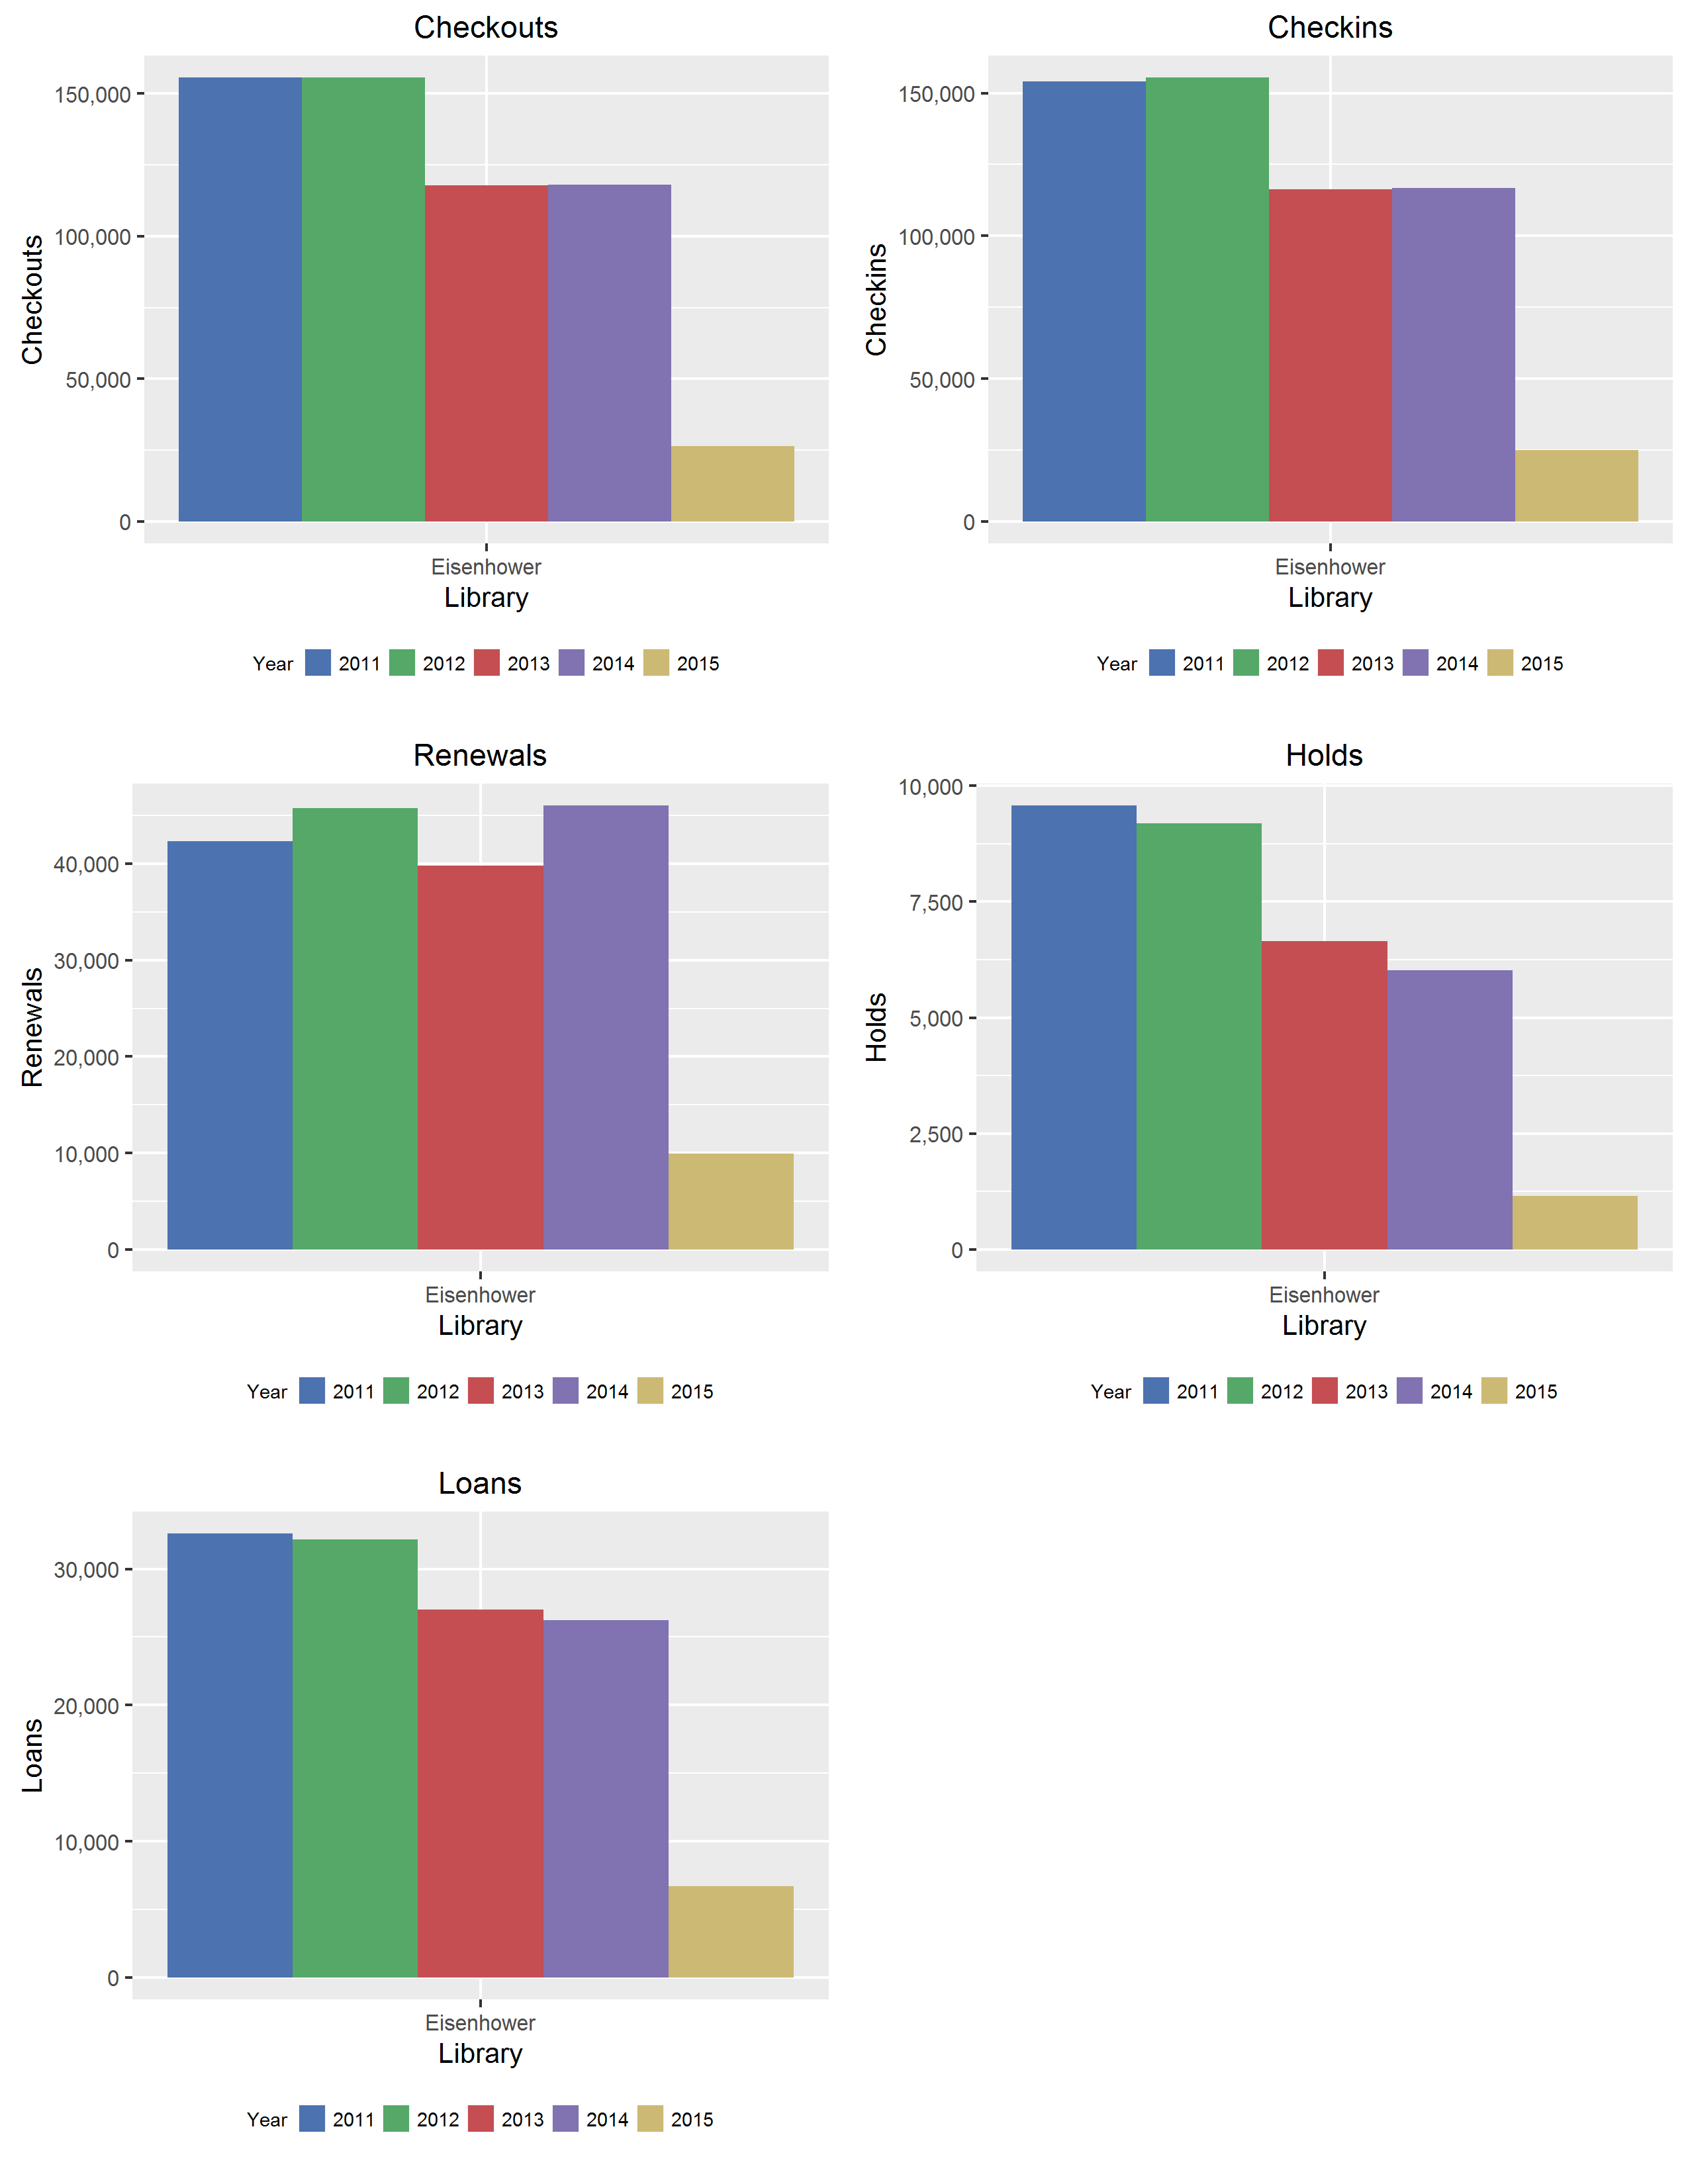 Checkouts
Checkouts
150,000
100,000
50,000
0
Eisenhower
Library
Year 2011 2012 2013 2014 2015
Checkins
Checkins
150,000
100,000
50,000
0
Eisenhower
Library
Year 2011 2012 2013 2014 2015
Renewals
Renewals
40,000
30,000
20,000
10,000
0
Eisenhower
Library
Year 2011 2012 2013 2014 2015
Holds
Holds
10,000
7,500
5,000
2,500
0
Eisenhower
Library
Year 2011 2012 2013 2014 2015
Loans
Loans
30,000
20,000
10,000
0
Eisenhower
Library
Year 2011 2012 2013 2014 2015